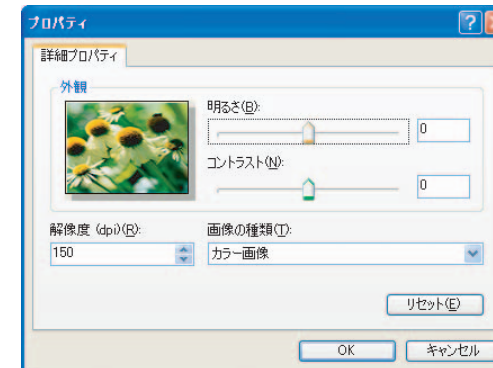 プロパティ
詳細プロパティ
外観
明るさ(B):
0
コントラスト(N):
0
解像度 (dpi)(R):
画像の種類(T):
150
カラー画像
リセット(E)
OK
キャンセル